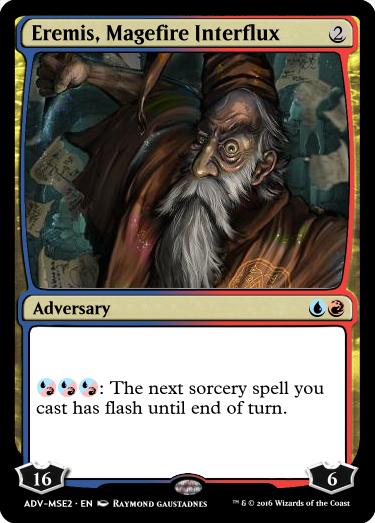 Eremis, Magefire Interflux 2
Adversary
: The next sorcery spell you
cast has flash until end of turn.
16
6
ADV-MSE2 · EN RAYMOND GAUSTADNES
™ & © 2016 Wizards of the Coast